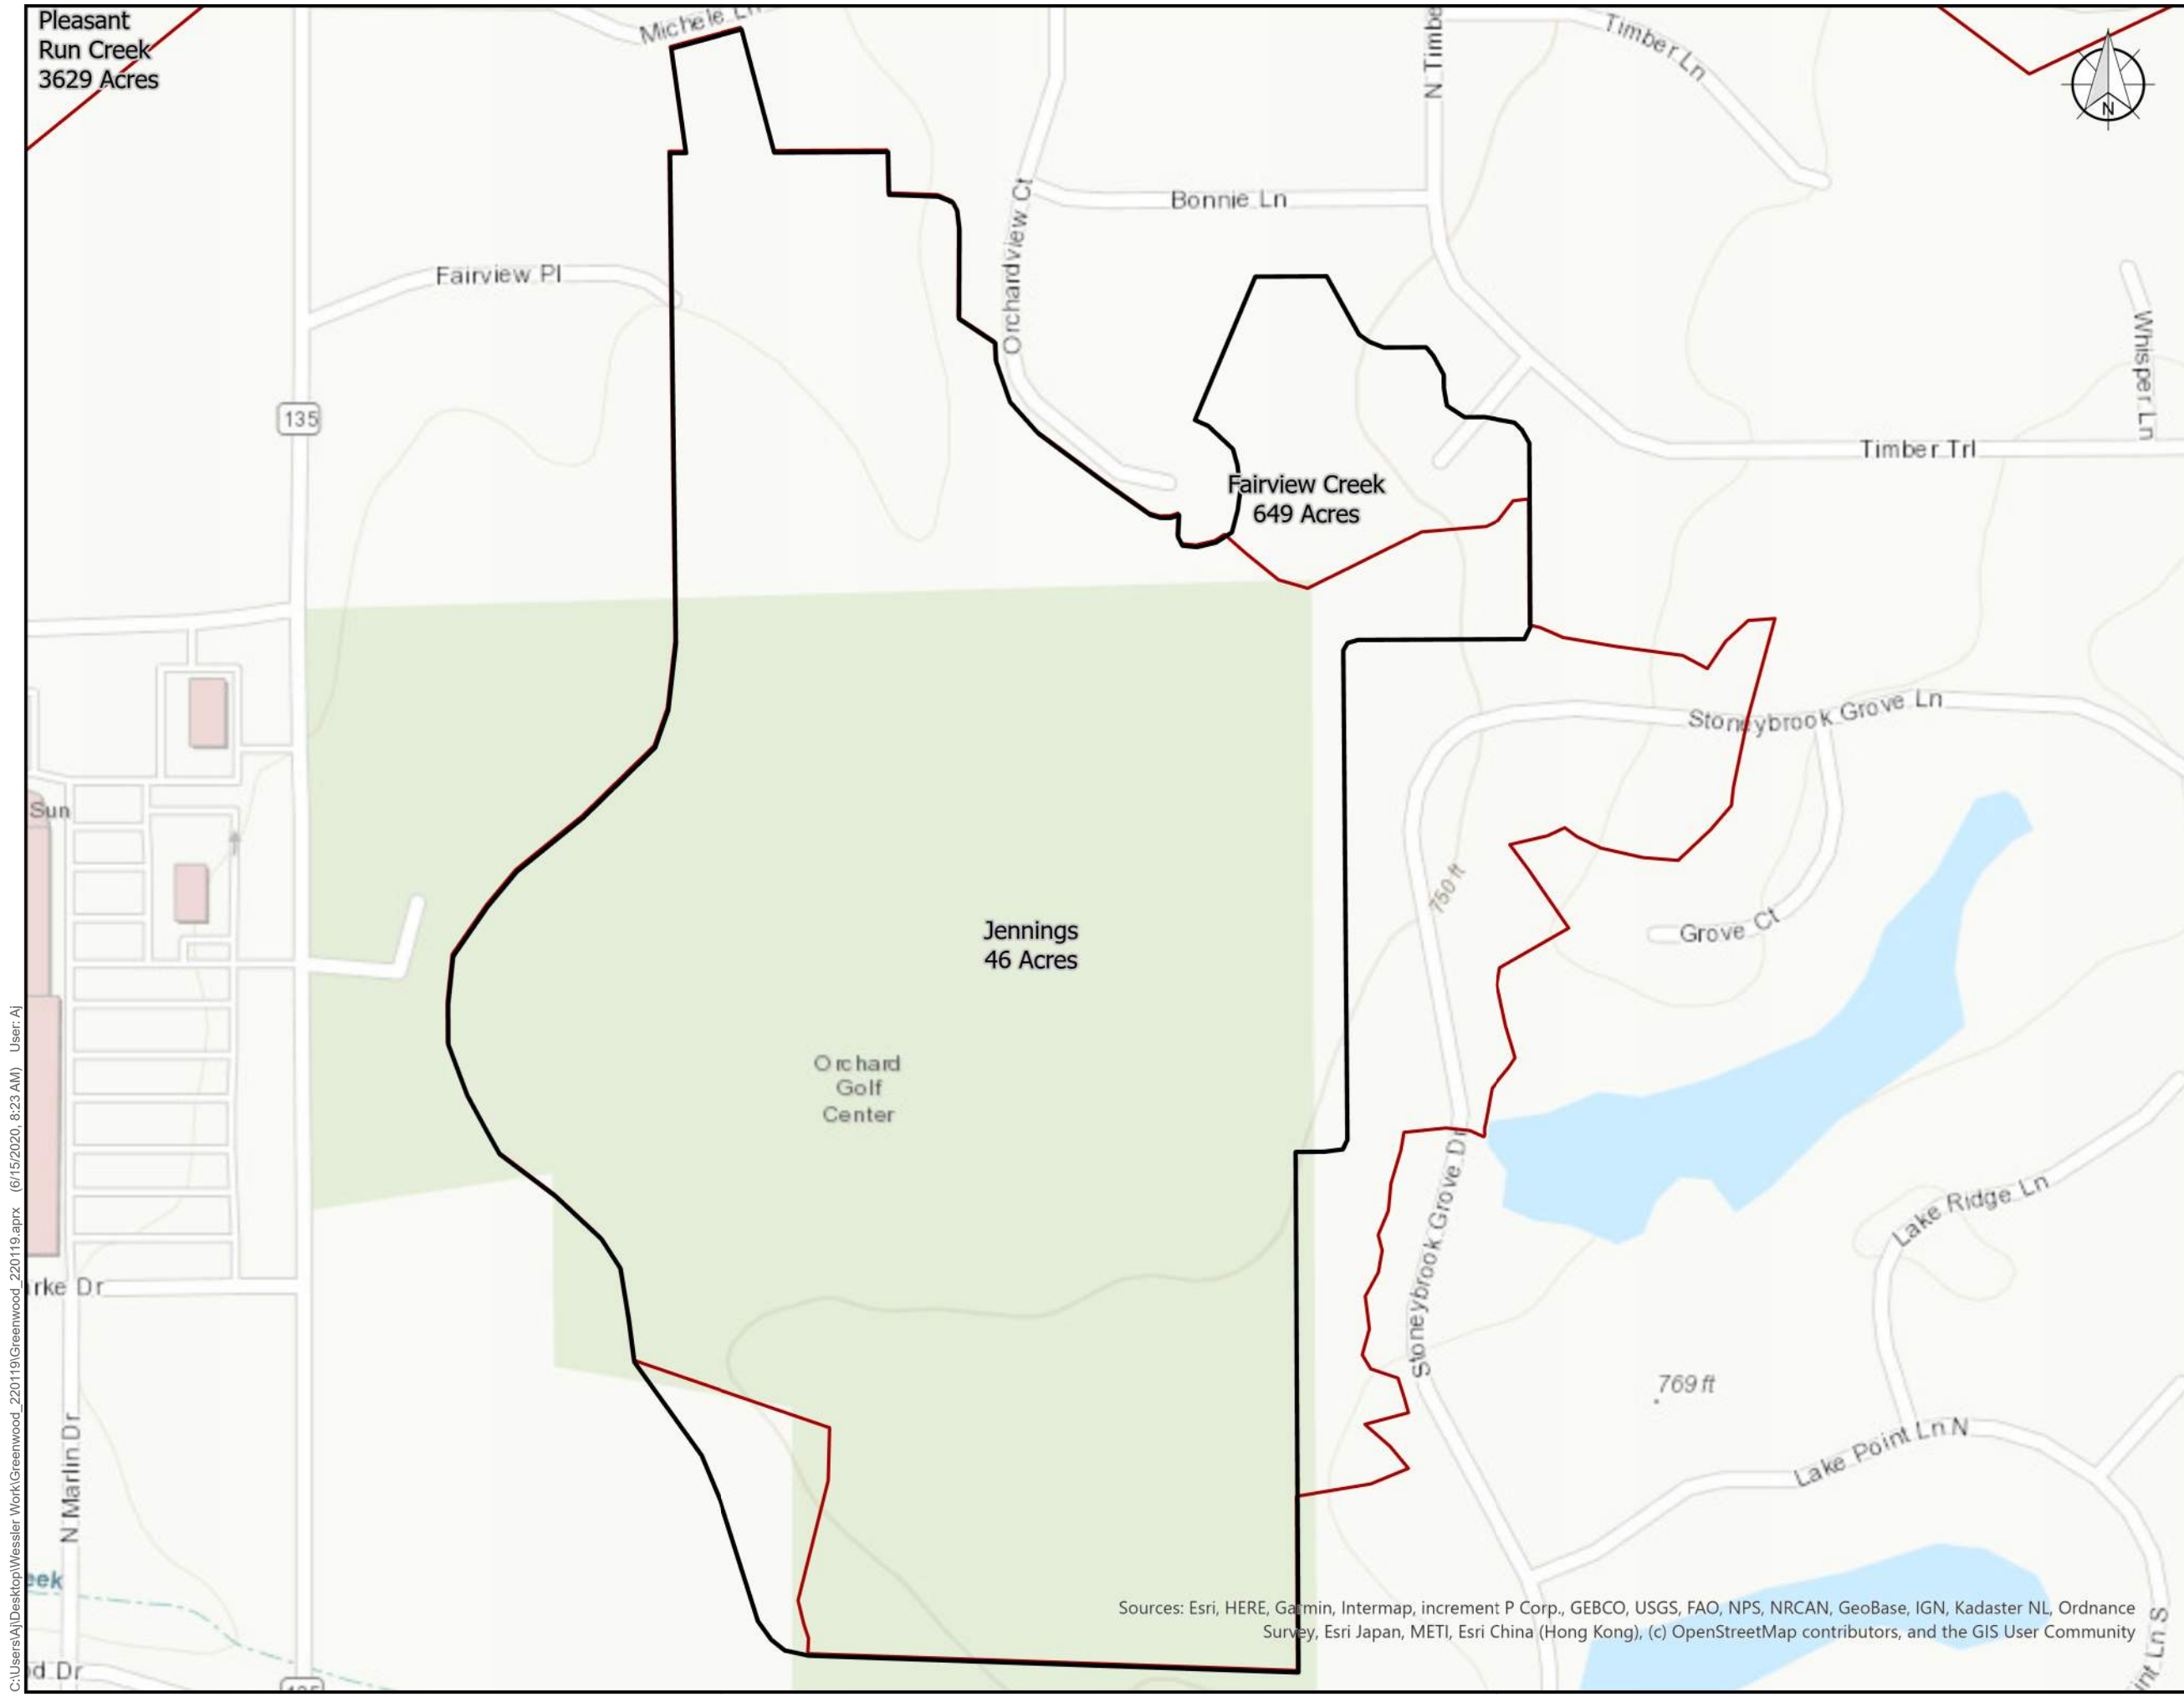 Pleasant
Run Creek
3629 Acres
Michele Ln
N Timbe
Timber Ln
N
Bonnie Ln
Orchardview Ct
Fairview Pl
Whisper Ln
135
Timber Trl
Fairview Creek
649 Acres
Stoneybrook Grove Ln
Sun
750 ft
Grove Ct
Jennings
46 Acres
Orchard
Golf
Center
Stoneybrook Grove Dr
Lake Ridge Ln
rke Dr
769 ft
Lake Point Ln N
N Marlin Dr
eek
Sources: Esri, HERE, Garmin, Intermap, increment P Corp., GEBCO, USGS, FAO, NPS, NRCAN, GeoBase, IGN, Kadaster NL, Ordnance
Survey, Esri Japan, METI, Esri China (Hong Kong), (c) OpenStreetMap contributors, and the GIS User Community
int Ln S
od Dr
C:\Users\Aj\Desktop\Wessler Work\Greenwood_220119\Greenwood_220119.aprx (6/15/2020, 8:23 AM) User: Aj